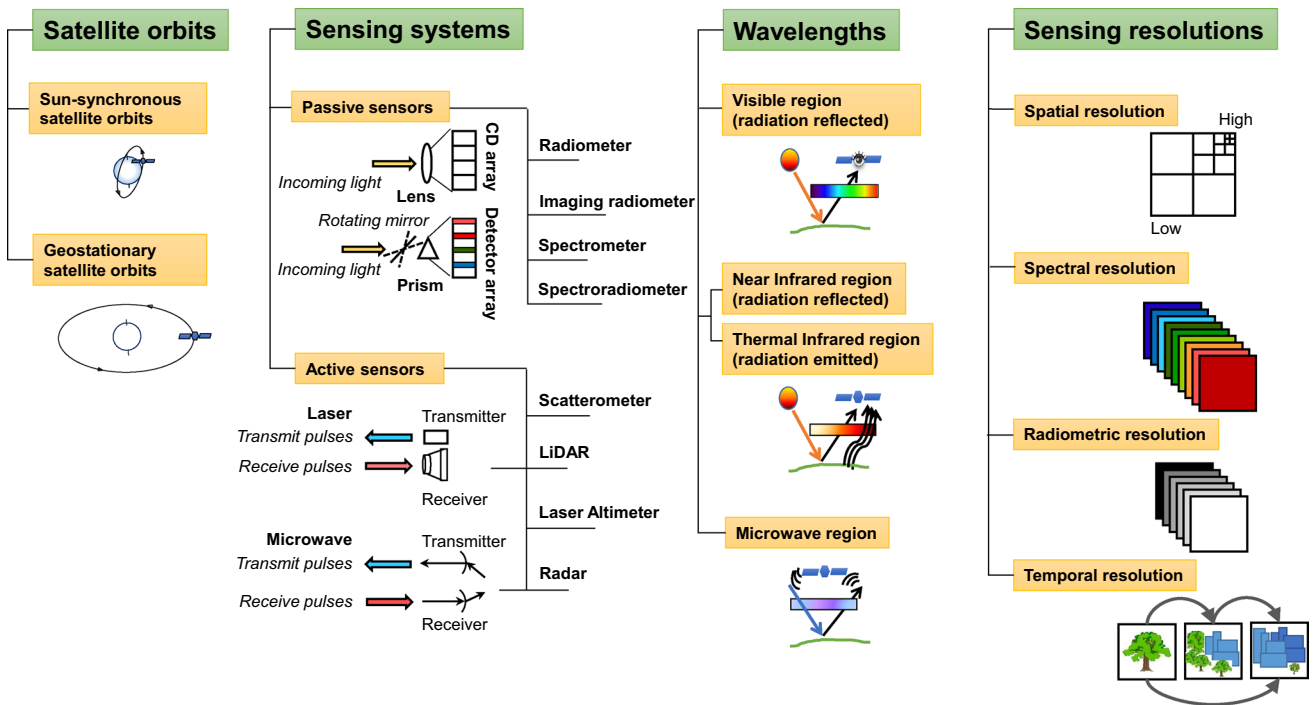 Satellite orbits
Sun-synchronous
satellite orbits
Geostationary
satellite orbits
Sensing systems
Passive sensors
CD array
Incoming light
Lens
Rotating mirror
Detector array
Incoming light
Prism
Radiometer
Imaging radiometer
Spectrometer
Spectroradiometer
Active sensors
Laser
Transmitter
Transmit pulses
Receive pulses
Receiver
Microwave
Transmitter
Transmit pulses
Receive pulses
Receiver
Scatterometer
LiDAR
Laser Altimeter
Radar
Wavelengths
Visible region
(radiation reflected)
Near Infrared region
(radiation reflected)
Thermal Infrared region
(radiation emitted)
Microwave region
Sensing resolutions
Spatial resolution
High
Low
Spectral resolution
Radiometric resolution
Temporal resolution